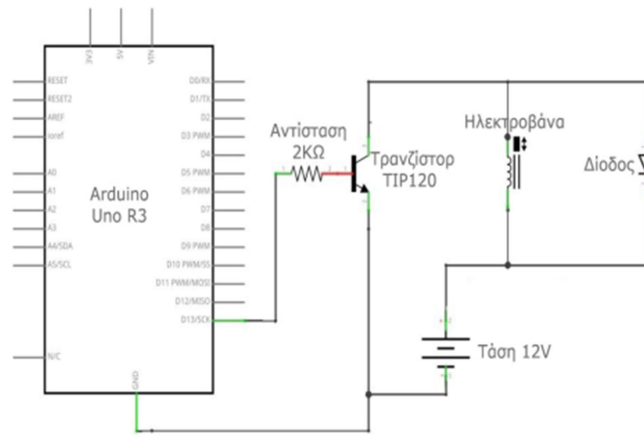 3V3
5V
VIN
RESET
RESET2
AREF
ioref
A0
A1
A2
A3
A4/SDA
A5/SCL
N/C
Arduino
Uno R3
D0/RX
D1/TX
D2
D3 PWM
D4
D5 PWM
D6 PWM
D7
D8
D9 PWM
D10 PWM/SS
D11 PWM/MOSI
D12/MISO
D13/SCK
GND
Αντίσταση
2ΚΩ
Τρανζίστορ
TIP120
Ηλεκτροβάνα
Δίοδος
Τάση 12V